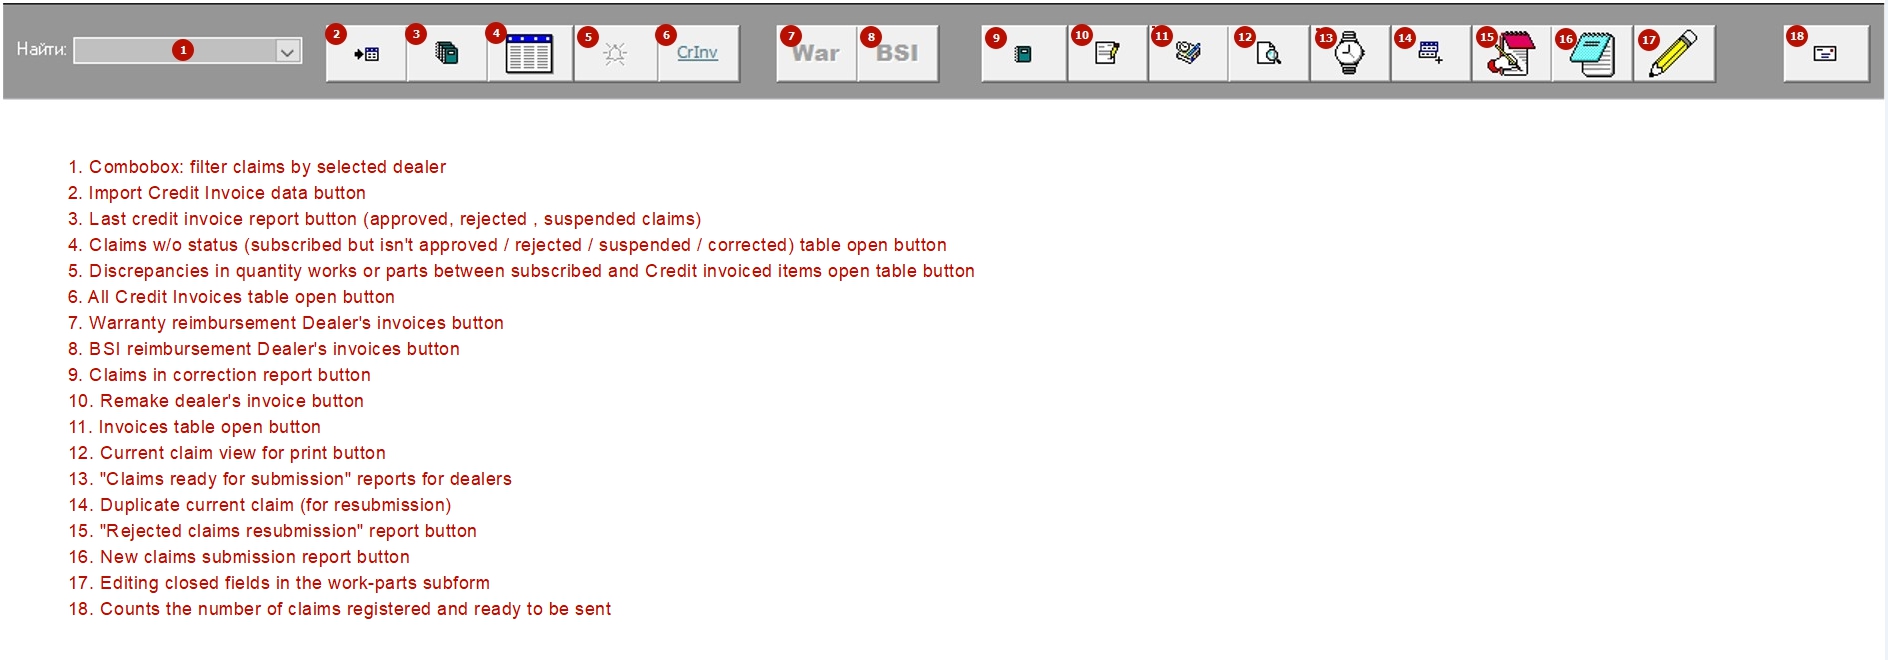 Найти: 1 2 3 4 5 6 CrInv 7 War 8 BSI 9 10 11 12 13 14 15 16 17 18
1. Combobox: filter claims by selected dealer
2. Import Credit Invoice data button
3. Last credit invoice report button (approved, rejected , suspended claims)
4. Claims w/o status (subscribed but isn't approved / rejected / suspended / corrected) table open button
5. Discrepancies in quantity works or parts between subscribed and Credit invoiced items open table button
6. All Credit Invoices table open button
7. Warranty reimbursement Dealer's invoices button
8. BSI reimbursement Dealer's invoices button
9. Claims in correction report button
10. Remake dealer's invoice button
11. Invoices table open button
12. Current claim view for print button
13. "Claims ready for submission" reports for dealers
14. Duplicate current claim (for resubmission)
15. "Rejected claims resubmission" report button
16. New claims submission report button
17. Editing closed fields in the work-parts subform
18. Counts the number of claims registered and ready to be sent